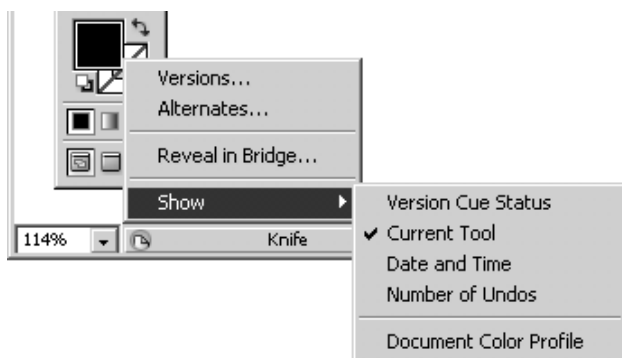 Versions...
Alternates...
Reveal in Bridge...
Show
Version Cue Status
Current Tool
Date and Time
Number of Undos
Document Color Profile
114%
Knife